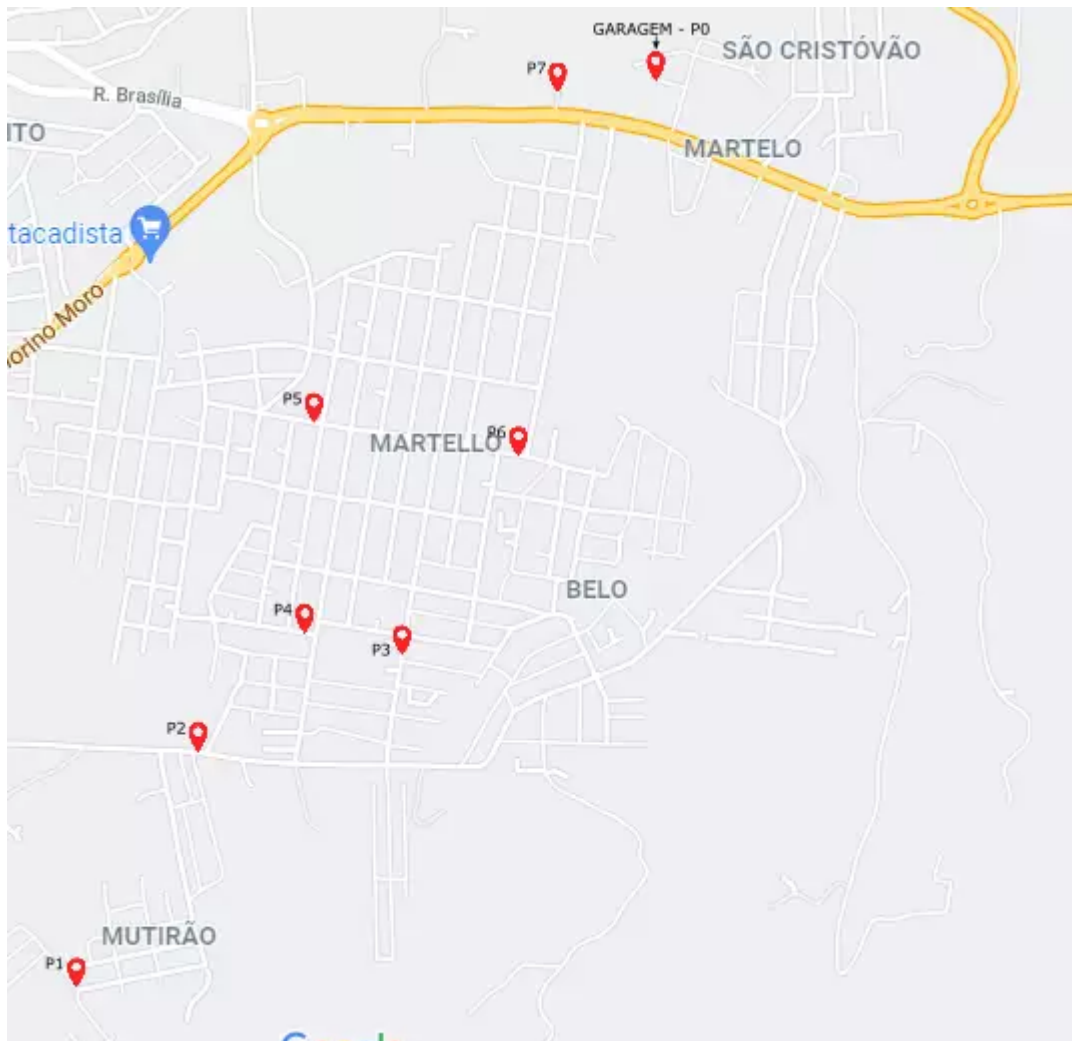 GARAGEM - P0
SÃO CRISTÓVÃO
P7
R. Brasília
ITO
MARTELO
tacadista
orino Moro
P5
P6
MARTELLO
BELO
P4
P3
P2
MUTIRÃO
P1